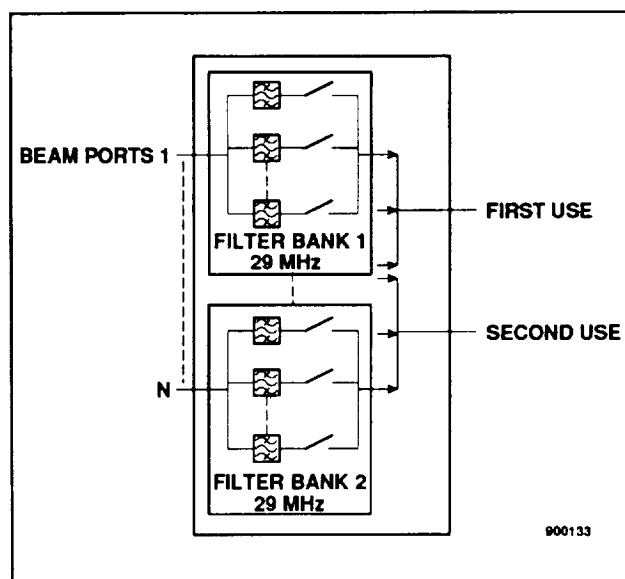 BEAM PORTS 1
FILTER BANK 1
29 MHz
FIRST USE
SECOND USE
N
FILTER BANK 2
29 MHz
900133